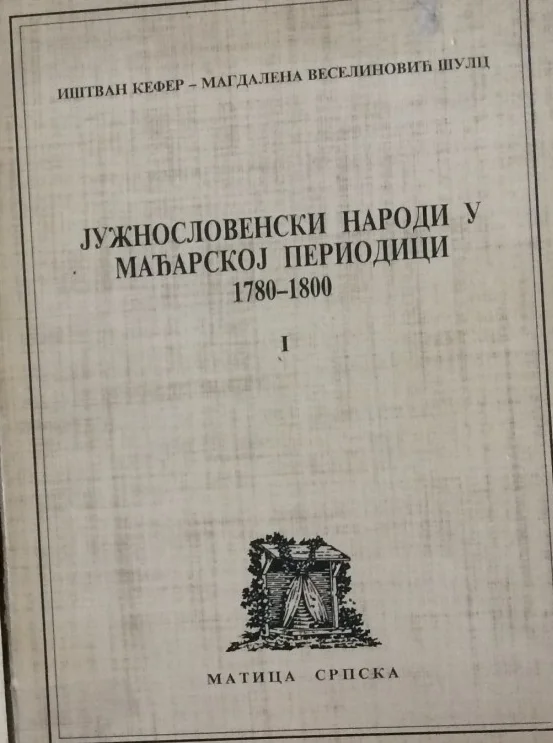 ИШТВАН КЕФЕР – МАГДАЛЕНА ВЕСЕЛИНОВИЋ ШУЛЦ
ЈУЖНОСЛОВЕНСКИ НАРОДИ У
МАЂАРСКОЈ ПЕРИОДИЦИ
1780–1800
I
МАТИЦА СРПСКА